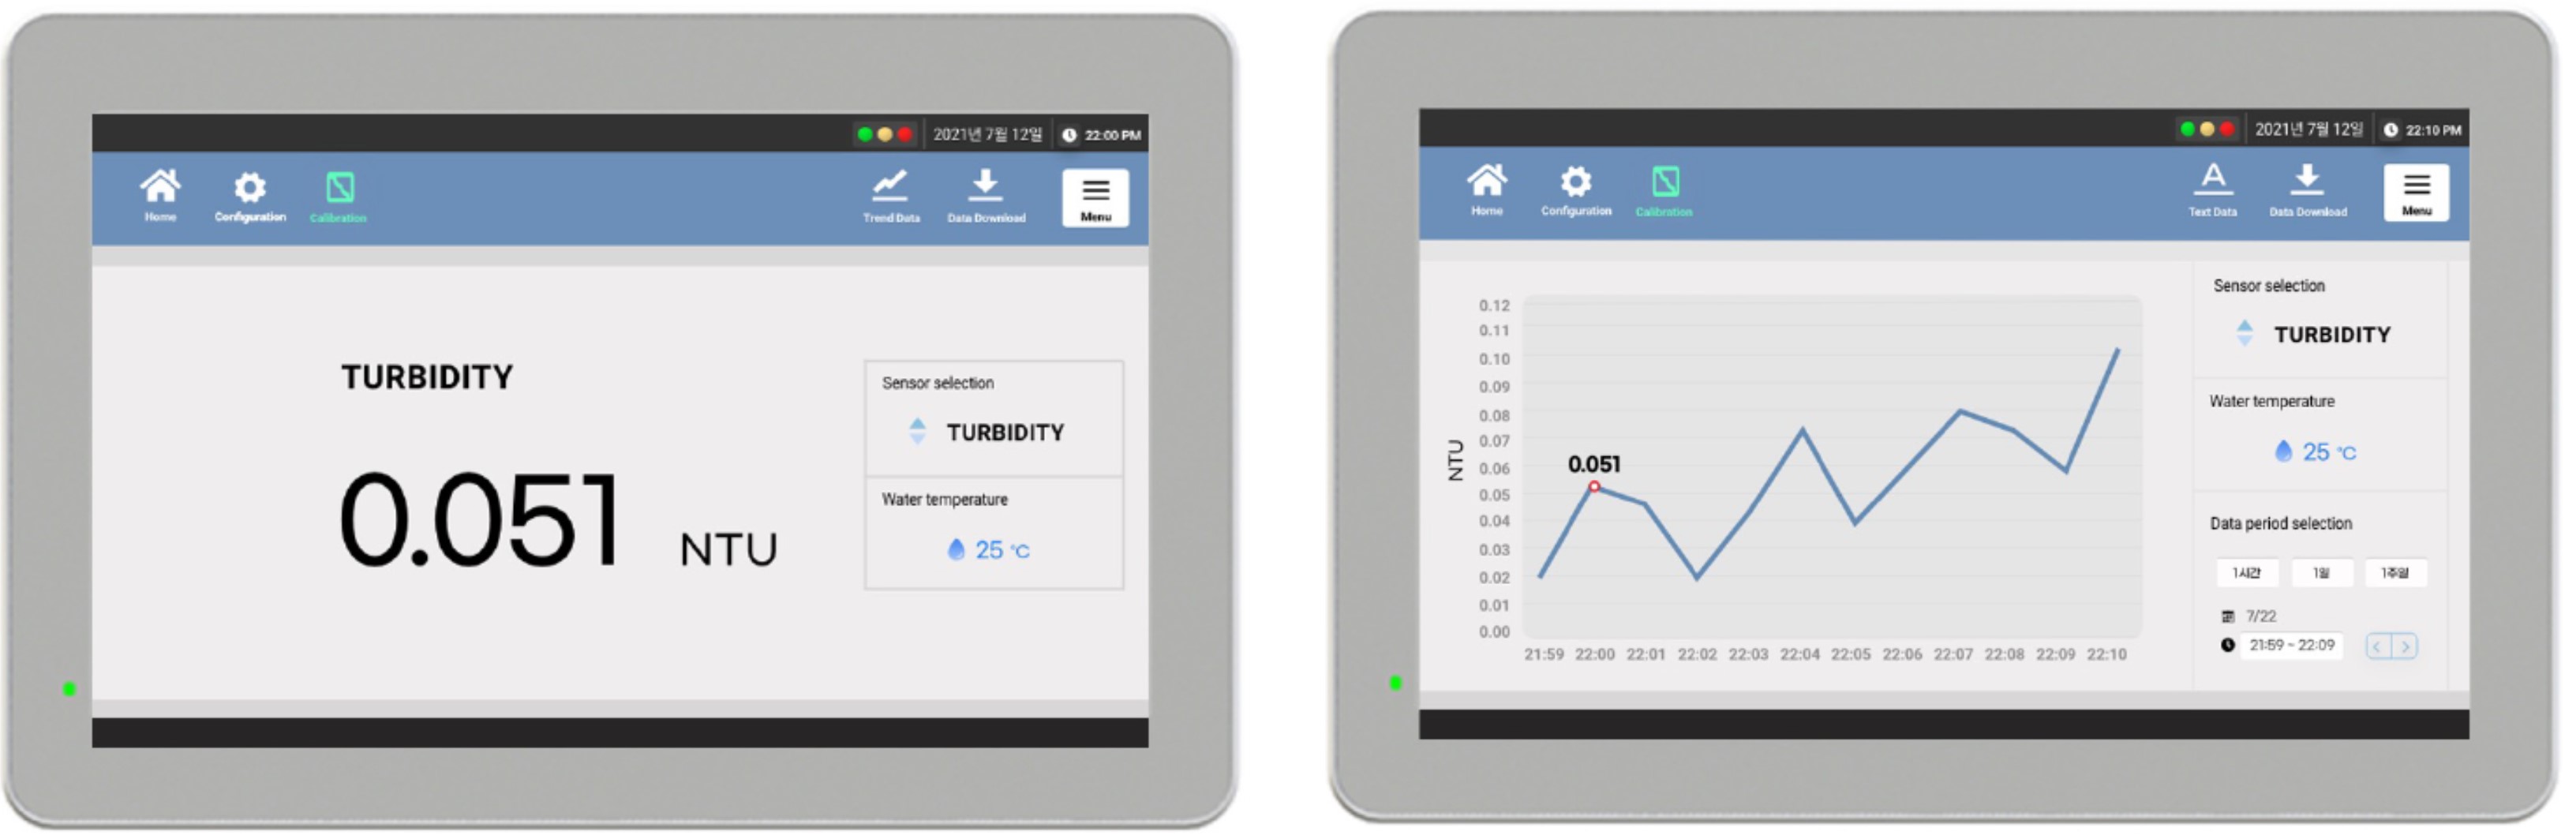 2021년 7월 12일 22:00 PM
Home Configuration Calibration Trend Data Data Download Menu
TURBIDITY
0.051 NTU
Sensor selection
TURBIDITY
Water temperature
25 °C
2021년 7월 12일 22:10 PM
Home Configuration Calibration Text Data Data Download Menu
0.12
0.11
0.10
0.09
0.08
0.07
0.06
0.05
0.04
0.03
0.02
0.01
0.00
NTU
0.051
21:59 22:00 22:01 22:02 22:03 22:04 22:05 22:06 22:07 22:08 22:09 22:10
Sensor selection
TURBIDITY
Water temperature
25 °C
Data period selection
1시간 1일 1주일
7/22
21:59 ~ 22:09